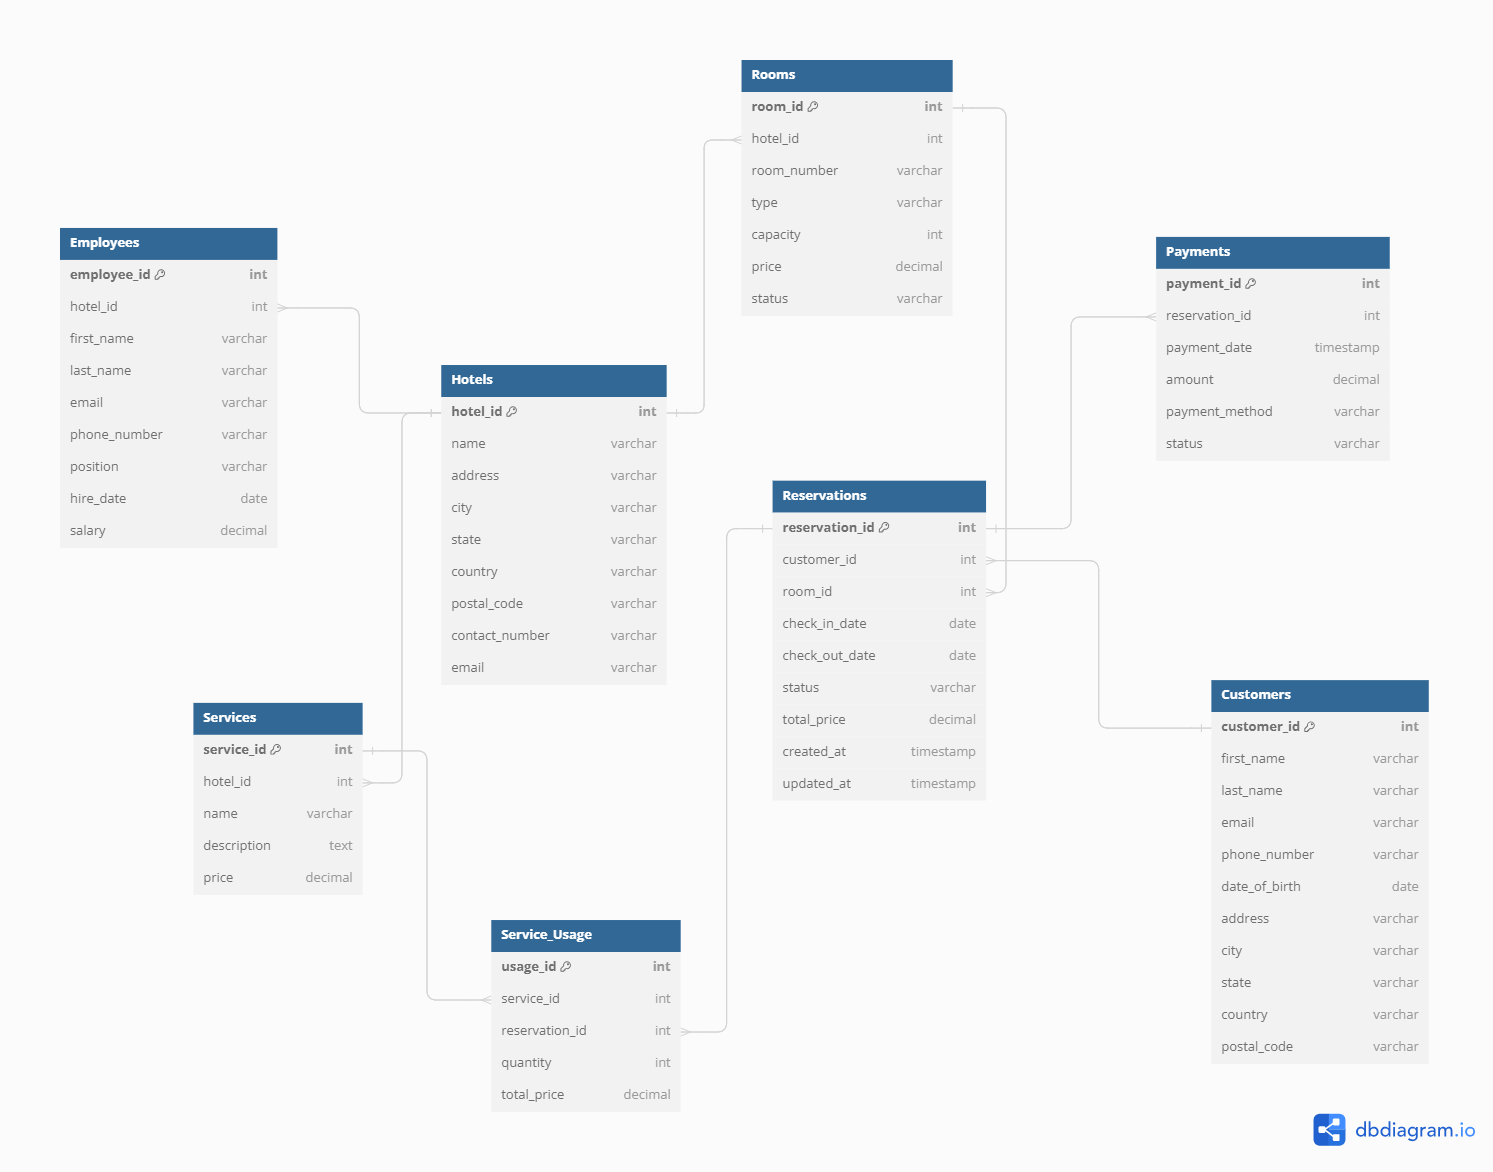 Rooms
room_id int
hotel_id int
room_number varchar
type varchar
capacity int
price decimal
status varchar
Employees
employee_id int
hotel_id int
first_name varchar
last_name varchar
email varchar
phone_number varchar
position varchar
hire_date date
salary decimal
Payments
payment_id int
reservation_id int
payment_date timestamp
amount decimal
payment_method varchar
status varchar
Hotels
hotel_id int
name varchar
address varchar
city varchar
state varchar
country varchar
postal_code varchar
contact_number varchar
email varchar
Reservations
reservation_id int
customer_id int
room_id int
check_in_date date
check_out_date date
status varchar
total_price decimal
created_at timestamp
updated_at timestamp
Services
service_id int
hotel_id int
name varchar
description text
price decimal
Customers
customer_id int
first_name varchar
last_name varchar
email varchar
phone_number varchar
date_of_birth date
address varchar
city varchar
state varchar
country varchar
postal_code varchar
Service_Usage
usage_id int
service_id int
reservation_id int
quantity int
total_price decimal
dbdiagram.io